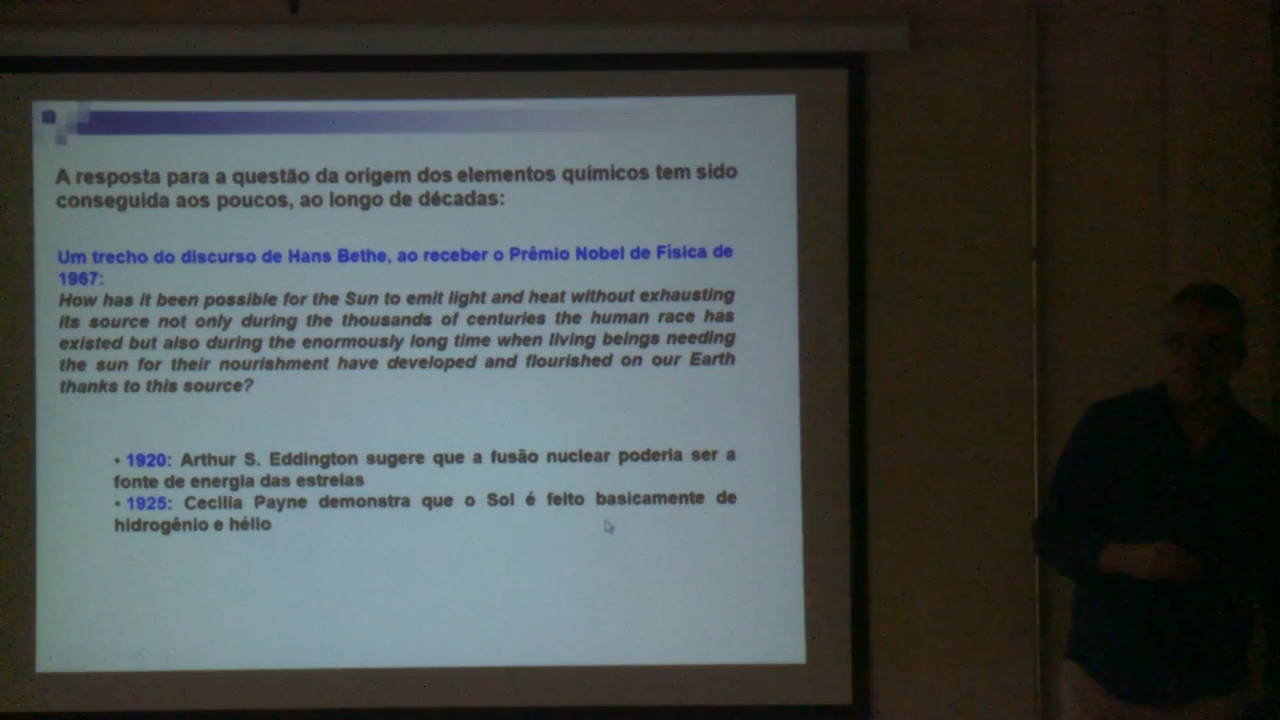 A resposta para a questão da origem dos elementos químicos tem sido
conseguida aos poucos, ao longo de décadas:
Um trecho do discurso de Hans Bethe, ao receber o Prêmio Nobel de Física de
1967:
How has it been possible for the Sun to emit light and heat without exhausting
its source not only during the thousands of centuries the human race has
existed but also during the enormously long time when living beings needing
the sun for their nourishment have developed and flourished on our Earth
thanks to this source?
• 1920: Arthur S. Eddington sugere que a fusão nuclear poderia ser a
fonte de energia das estrelas
• 1925: Cecilia Payne demonstra que o Sol é feito basicamente de
hidrogênio e hélio